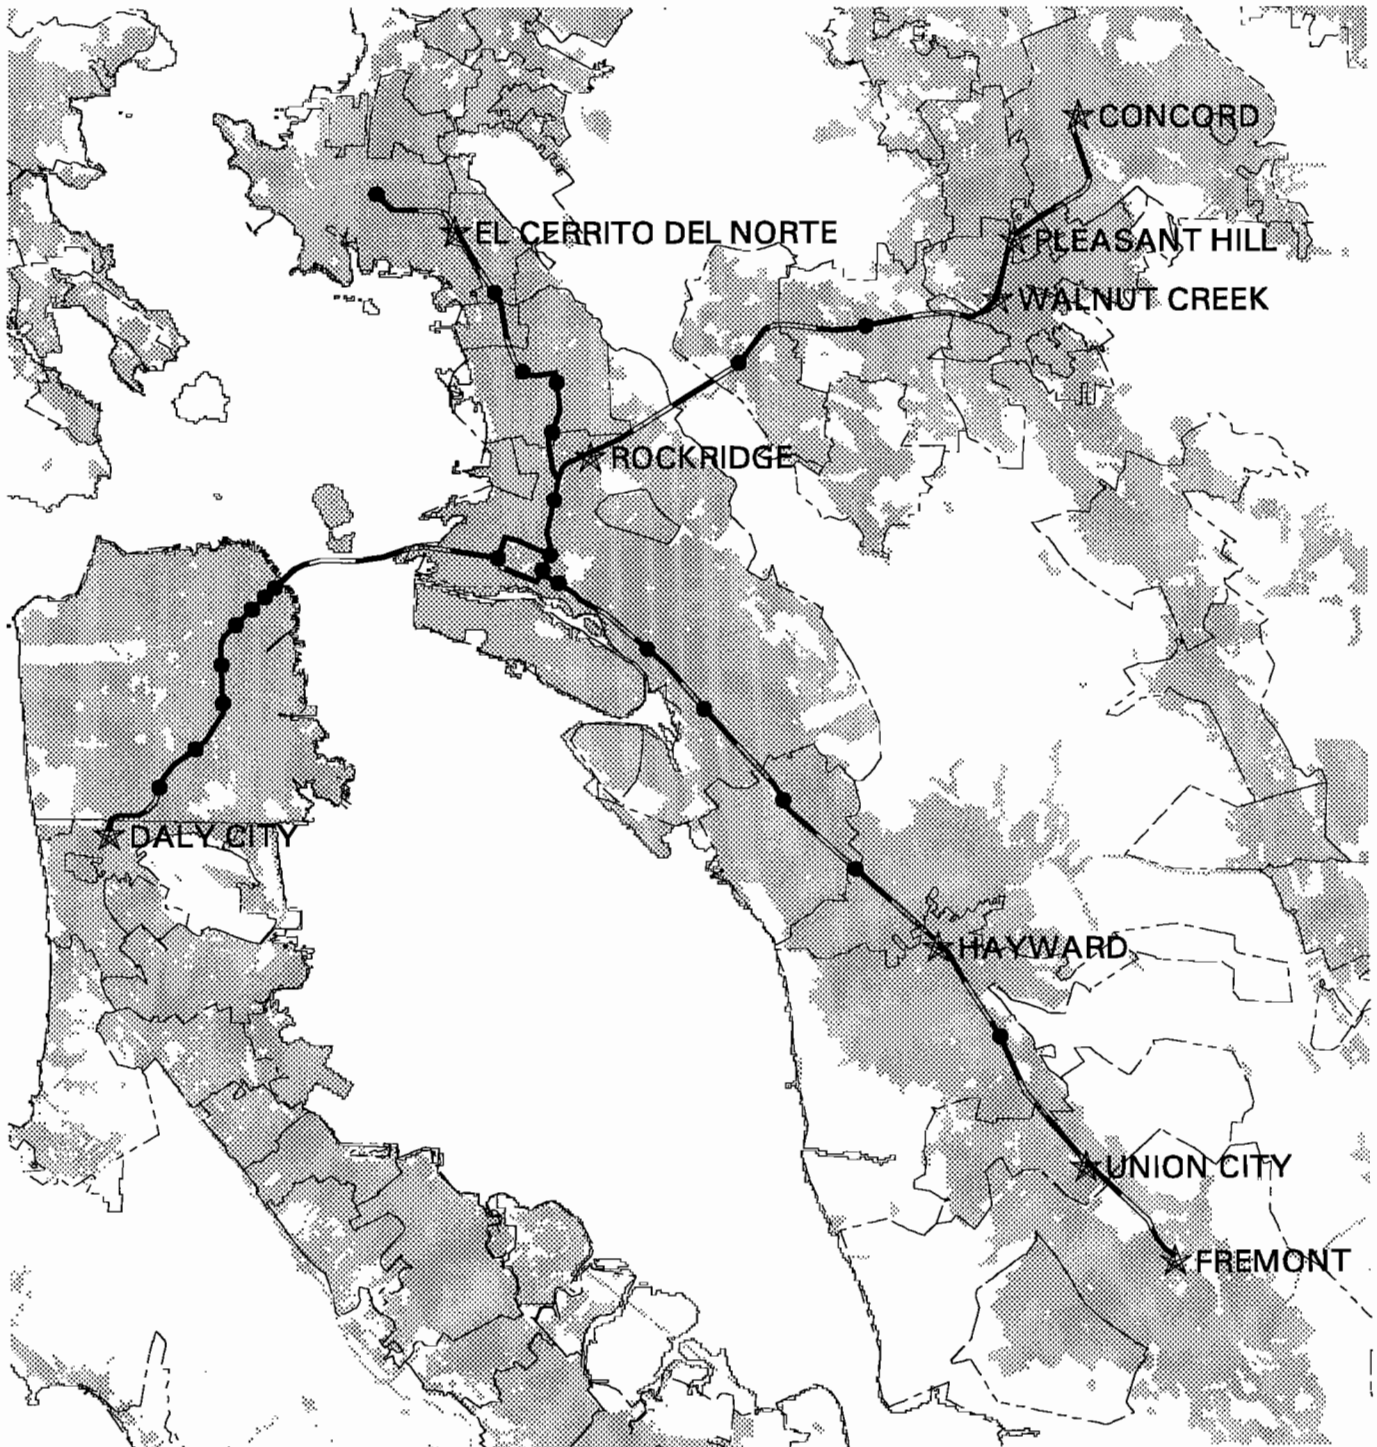 CONCORD
EL CERRITO DEL NORTE
PLEASANT HILL
WALNUT CREEK
ROCKRIDGE
DALY CITY
HAYWARD
UNION CITY
FREMONT